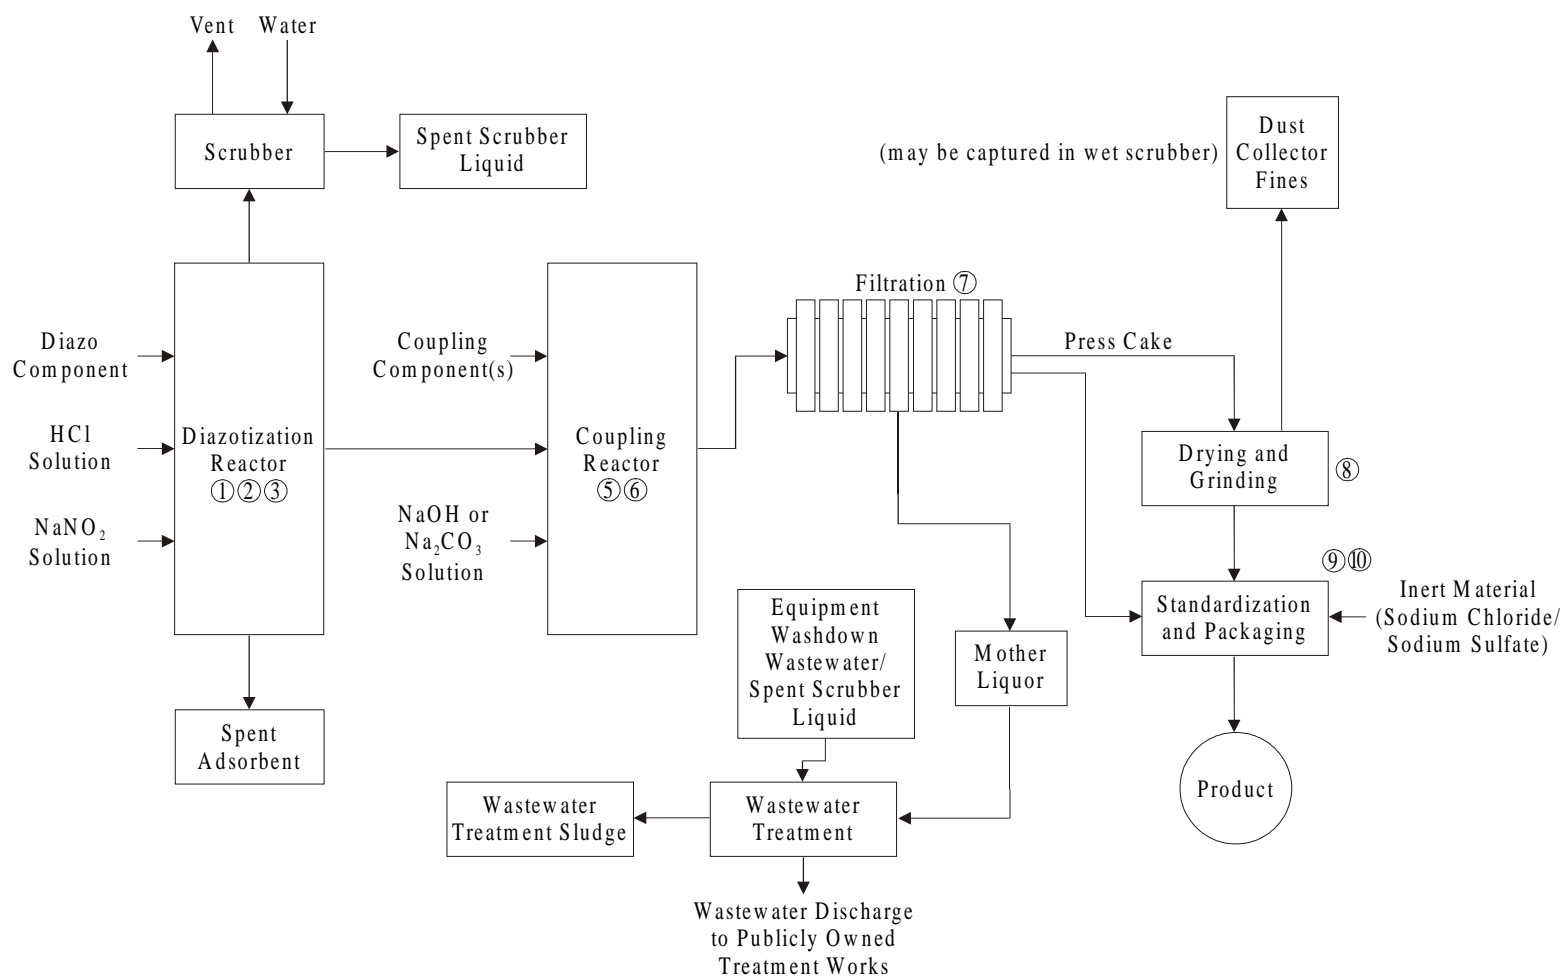 Vent
Water
Scrubber
Spent Scrubber
Liquid
(may be captured in wet scrubber)
Dust
Collector
Fines
Filtration ⑦
Diazo
Component
HCl
Solution
NaNO₂
Solution
Diazotization
Reactor
①②③
Coupling
Component(s)
NaOH or
Na₂CO₃
Solution
Coupling
Reactor
⑤⑥
Press Cake
Drying and
Grinding
⑧
⑨⑩
Standardization
and Packaging
Inert Material
(Sodium Chloride/
Sodium Sulfate)
Equipment
Washdown
Wastewater/
Spent Scrubber
Liquid
Mother
Liquor
Spent
Adsorbent
Wastewater
Treatment Sludge
Wastewater
Treatment
Product
Wastewater Discharge
to Publicly Owned
Treatment Works